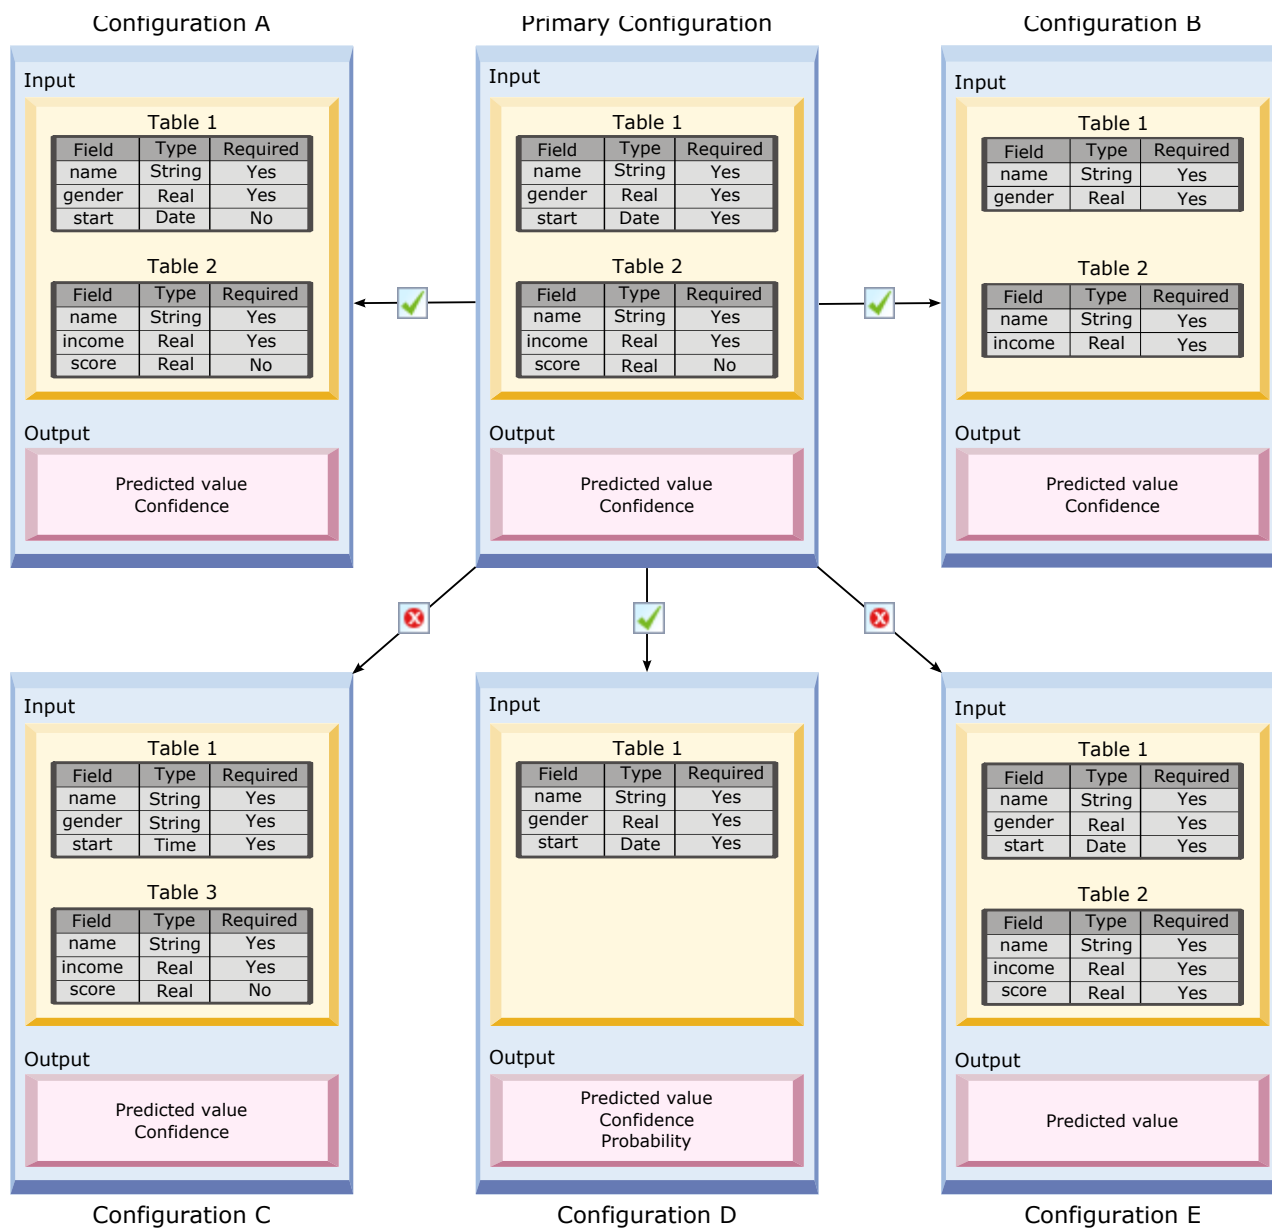 Configuration A
Input
Table 1
Field Type Required
name String Yes
gender Real Yes
start Date No
Table 2
Field Type Required
name String Yes
income Real Yes
score Real No
Output
Predicted value
Confidence
Primary Configuration
Input
Table 1
Field Type Required
name String Yes
gender Real Yes
start Date Yes
Table 2
Field Type Required
name String Yes
income Real Yes
score Real No
Output
Predicted value
Confidence
Configuration B
Input
Table 1
Field Type Required
name String Yes
gender Real Yes
Table 2
Field Type Required
name String Yes
income Real Yes
Output
Predicted value
Confidence
Input
Table 1
Field Type Required
name String Yes
gender String Yes
start Time Yes
Table 3
Field Type Required
name String Yes
income Real Yes
score Real No
Output
Predicted value
Confidence
Configuration C
Input
Table 1
Field Type Required
name String Yes
gender Real Yes
start Date Yes
Output
Predicted value
Confidence
Probability
Configuration D
Input
Table 1
Field Type Required
name String Yes
gender Real Yes
start Date Yes
Table 2
Field Type Required
name String Yes
income Real Yes
score Real Yes
Output
Predicted value
Configuration E